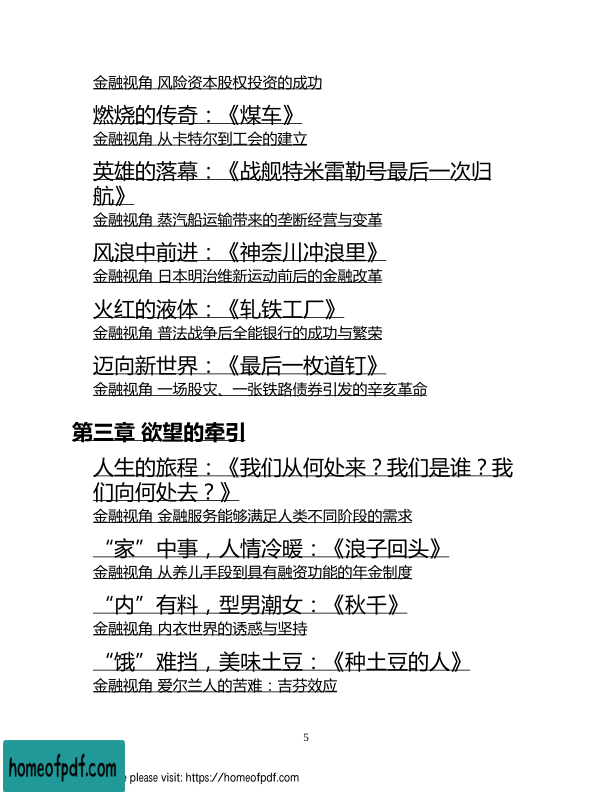 金融视角 风险资本股权投资的成功
燃烧的传奇：《煤车》
金融视角 从卡特尔到工会的建立
英雄的落幕：《战舰特米雷勒号最后一次归
航》
金融视角 蒸汽船运输带来的垄断经营与变革
风浪中前进：《神奈川冲浪里》
金融视角 日本明治维新运动前后的金融改革
火红的液体：《轧铁工厂》
金融视角 普法战争后全能银行的成功与繁荣
迈向新世界：《最后一枚道钉》
金融视角 一场股灾、一张铁路债券引发的辛亥革命
第三章 欲望的牵引
人生的旅程：《我们从何处来？我们是谁？我
们向何处去？》
金融视角 金融服务能够满足人类不同阶段的需求
“家”中事，人情冷暖：《浪子回头》
金融视角 从养儿手段到具有融资功能的年金制度
“内”有料，型男潮女：《秋千》
金融视角 内衣世界的诱惑与坚持
“饿”难挡，美味土豆：《种土豆的人》
金融视角 爱尔兰人的苦难：吉芬效应
5
homeofpdf.com
please visit: https://homeofpdf.com